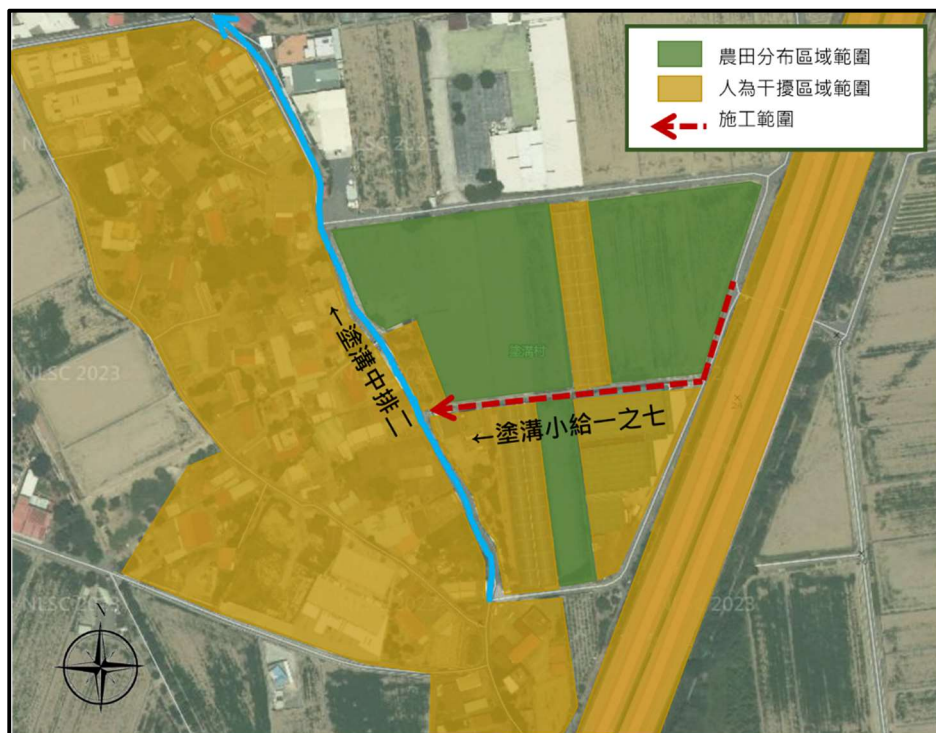 農田分布區域範圍
人為干擾區域範圍
施工範圍
NLSC 2023
NLSC 2023
←塗溝中排二
塗溝村
←塗溝小給一之七
NLSC 2023
NLSC 2023
2023
N